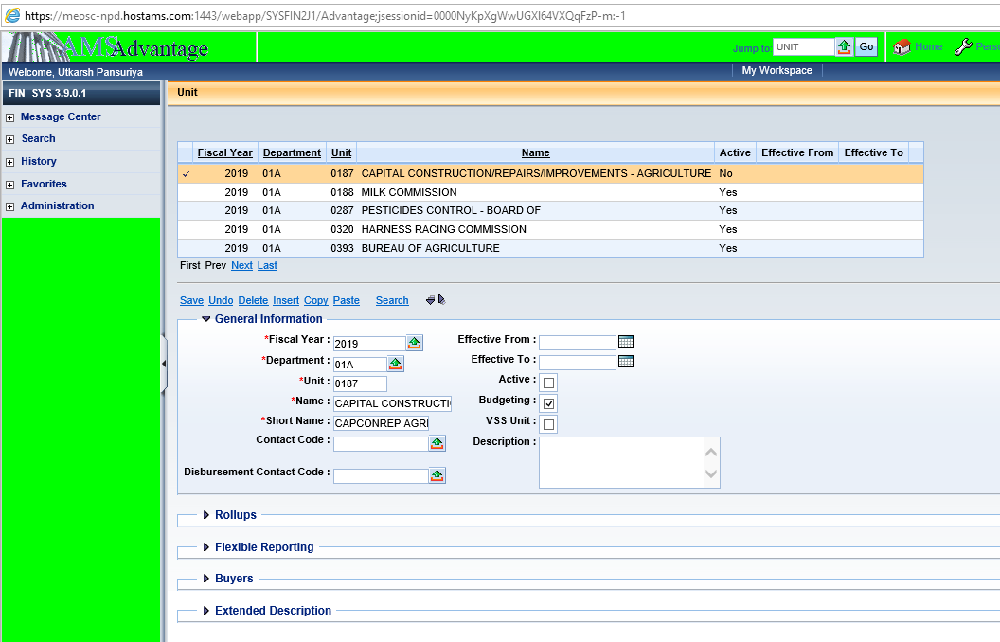 https://meosc-npd.hostams.com:1443/webapp/SYSFIN2J1/Advantage;jsessionid=0000NyKpXgWwUGXI64VXQqFzP-m:-1
AMS Advantage
Jump to: UNIT Go Home Perso
Welcome, Utkarsh Pansuriya
My Workspace
FIN_SYS 3.9.0.1
Message Center
Search
History
Favorites
Administration
Unit
Fiscal Year Department Unit Name Active Effective From Effective To
2019 01A 0187 CAPITAL CONSTRUCTION/REPAIRS/IMPROVEMENTS - AGRICULTURE No
2019 01A 0188 MILK COMMISSION Yes
2019 01A 0287 PESTICIDES CONTROL - BOARD OF Yes
2019 01A 0320 HARNESS RACING COMMISSION Yes
2019 01A 0393 BUREAU OF AGRICULTURE Yes
First Prev Next Last
Save Undo Delete Insert Copy Paste Search
General Information
*Fiscal Year : 2019
*Department : 01A
*Unit : 0187
*Name : CAPITAL CONSTRUCTI
*Short Name : CAPCONREP AGRI
Contact Code :
Disbursement Contact Code :
Effective From :
Effective To :
Active :
Budgeting :
VSS Unit :
Description :
Rollups
Flexible Reporting
Buyers
Extended Description